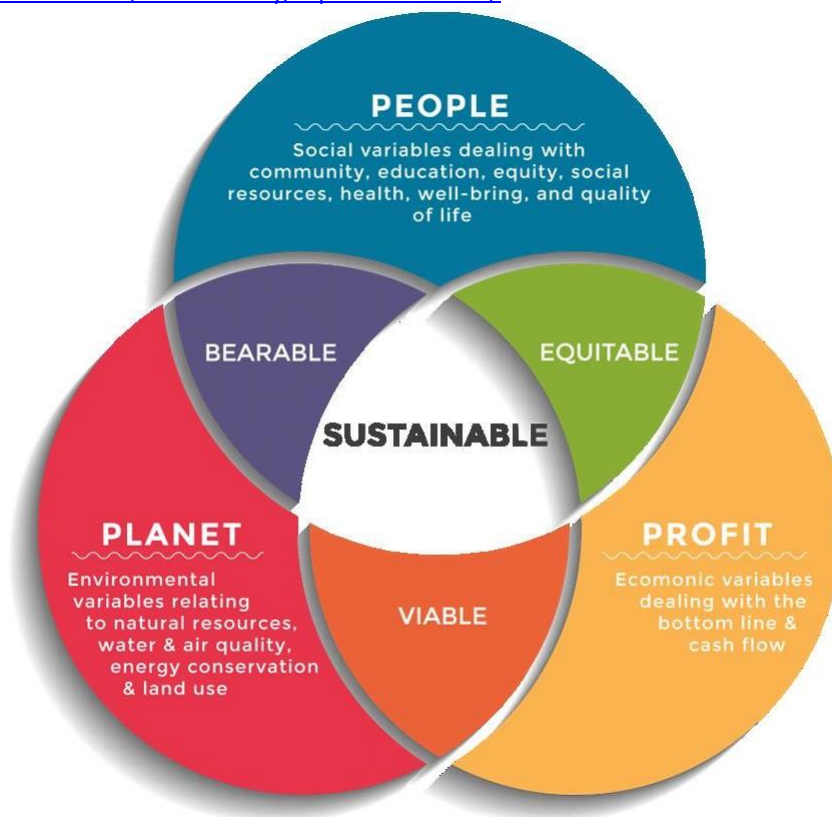 PEOPLE
Social variables dealing with
community, education, equity, social
resources, health, well-bring, and quality
of life
BEARABLE
EQUITABLE
SUSTAINABLE
PLANET
Environmental
variables relating
to natural resources,
water & air quality,
energy conservation
& land use
VIABLE
PROFIT
Ecomonic variables
dealing with the
bottom line &
cash flow